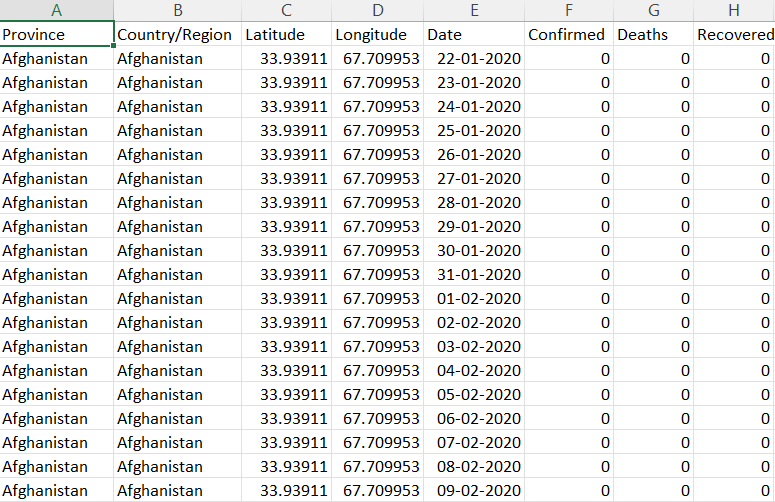 A B C D E F G H
Province Country/Region Latitude Longitude Date Confirmed Deaths Recovered
Afghanistan Afghanistan 33.93911 67.709953 22-01-2020 0 0 0
Afghanistan Afghanistan 33.93911 67.709953 23-01-2020 0 0 0
Afghanistan Afghanistan 33.93911 67.709953 24-01-2020 0 0 0
Afghanistan Afghanistan 33.93911 67.709953 25-01-2020 0 0 0
Afghanistan Afghanistan 33.93911 67.709953 26-01-2020 0 0 0
Afghanistan Afghanistan 33.93911 67.709953 27-01-2020 0 0 0
Afghanistan Afghanistan 33.93911 67.709953 28-01-2020 0 0 0
Afghanistan Afghanistan 33.93911 67.709953 29-01-2020 0 0 0
Afghanistan Afghanistan 33.93911 67.709953 30-01-2020 0 0 0
Afghanistan Afghanistan 33.93911 67.709953 31-01-2020 0 0 0
Afghanistan Afghanistan 33.93911 67.709953 01-02-2020 0 0 0
Afghanistan Afghanistan 33.93911 67.709953 02-02-2020 0 0 0
Afghanistan Afghanistan 33.93911 67.709953 03-02-2020 0 0 0
Afghanistan Afghanistan 33.93911 67.709953 04-02-2020 0 0 0
Afghanistan Afghanistan 33.93911 67.709953 05-02-2020 0 0 0
Afghanistan Afghanistan 33.93911 67.709953 06-02-2020 0 0 0
Afghanistan Afghanistan 33.93911 67.709953 07-02-2020 0 0 0
Afghanistan Afghanistan 33.93911 67.709953 08-02-2020 0 0 0
Afghanistan Afghanistan 33.93911 67.709953 09-02-2020 0 0 0